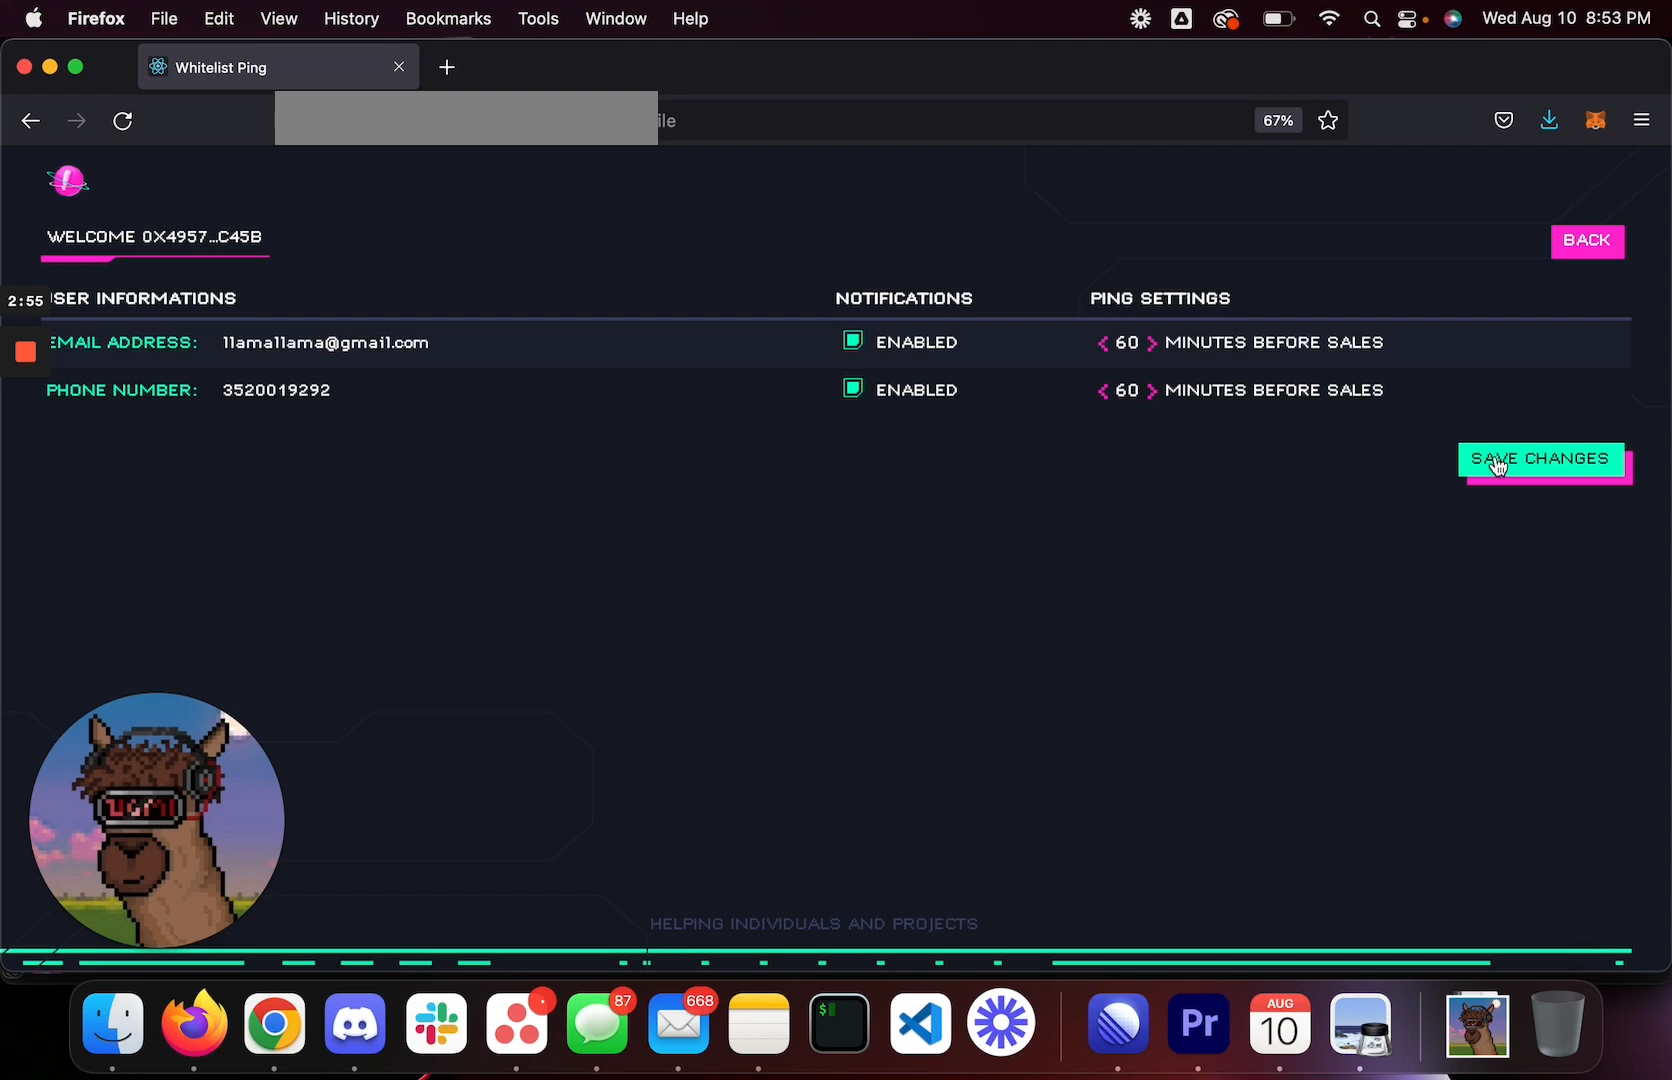 Firefox File Edit View History Bookmarks Tools Window Help Wed Aug 10 8:53 PM
Whitelist Ping
ile 67%
WELCOME 0X4957...C45B
BACK
2:55
SER INFORMATIONS NOTIFICATIONS PING SETTINGS
EMAIL ADDRESS: llamallama@gmail.com ENABLED < 60 > MINUTES BEFORE SALES
PHONE NUMBER: 3520019292 ENABLED < 60 > MINUTES BEFORE SALES
SAVE CHANGES
UGMI
HELPING INDIVIDUALS AND PROJECTS
87
668
$
Pr
AUG
10